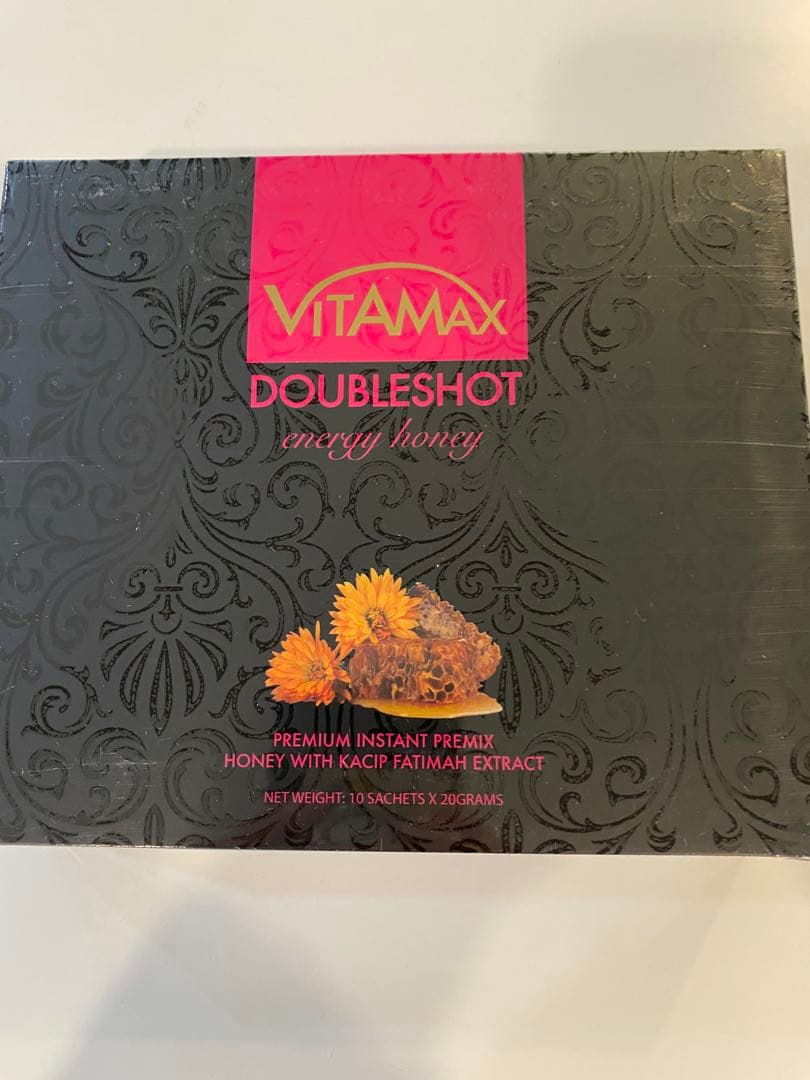 VITAMAX
DOUBLESHOT
energy honey
PREMIUM INSTANT PREMIX
HONEY WITH KACIP FATIMAH EXTRACT
NET WEIGHT: 10 SACHETS X 20GRAMS